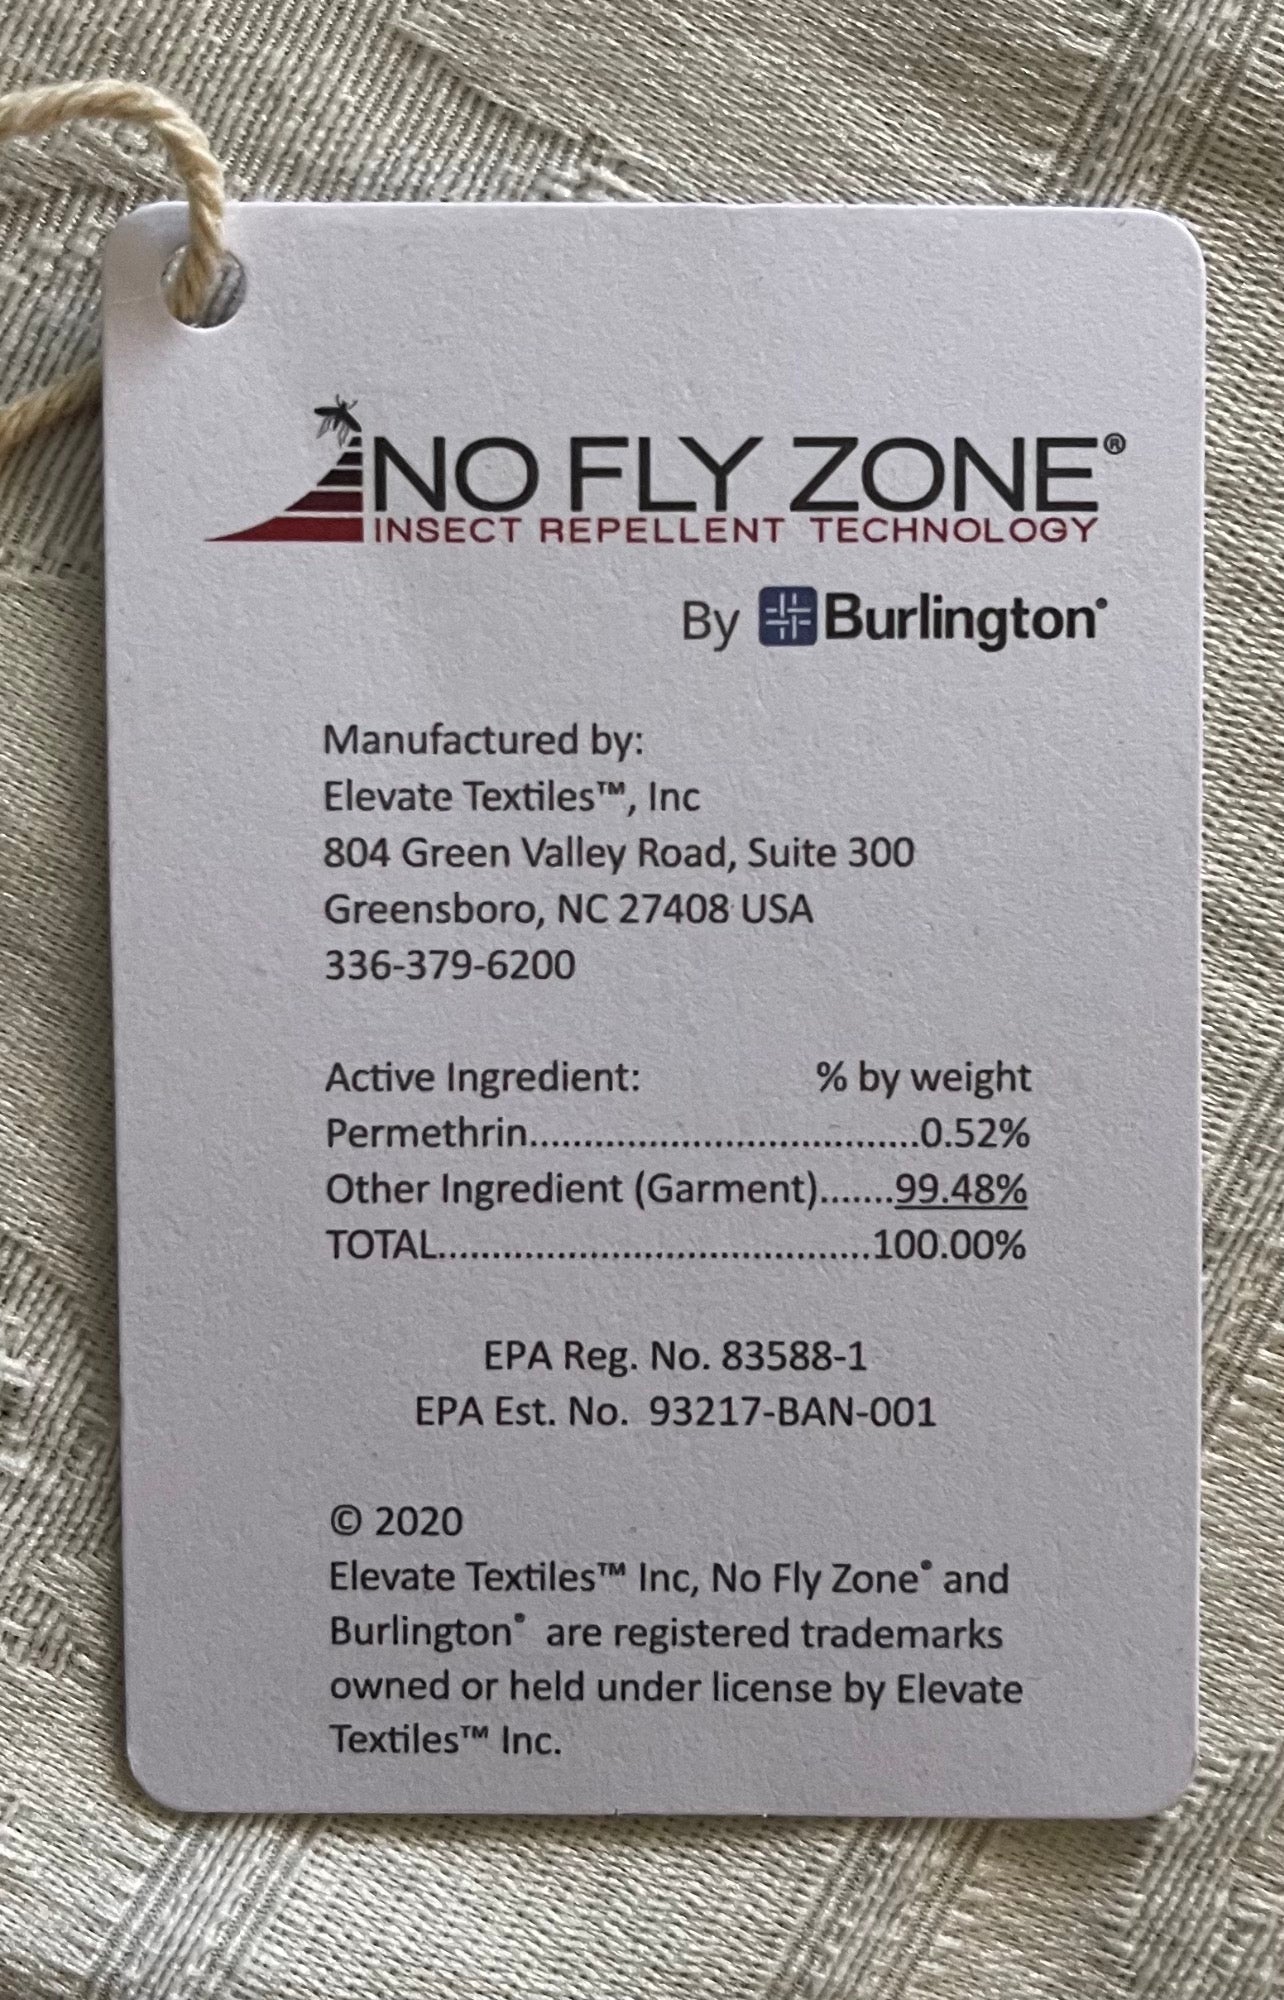 NO FLY ZONE®
INSECT REPELLENT TECHNOLOGY
By Burlington®
Manufactured by:
Elevate Textiles™, Inc
804 Green Valley Road, Suite 300
Greensboro, NC 27408 USA
336-379-6200
Active Ingredient: % by weight
Permethrin....................................0.52%
Other Ingredient (Garment).......99.48%
TOTAL........................................100.00%
EPA Reg. No. 83588-1
EPA Est. No. 93217-BAN-001
© 2020
Elevate Textiles™ Inc, No Fly Zone® and
Burlington® are registered trademarks
owned or held under license by Elevate
Textiles™ Inc.